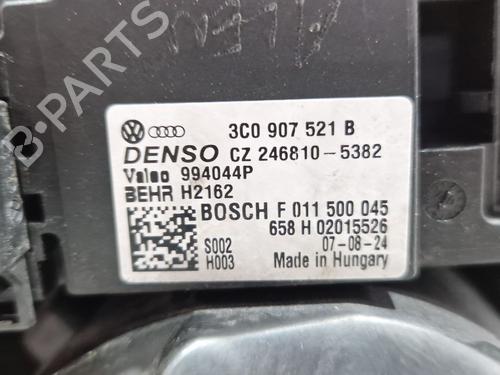 3C0 907 521 B
DENSO CZ 246810-5382
Valeo 994044P
BEHR H2162
BOSCH F 011 500 045
658 H 02015526
S002 07-08-24
H003 Made in Hungary
B-PARTS